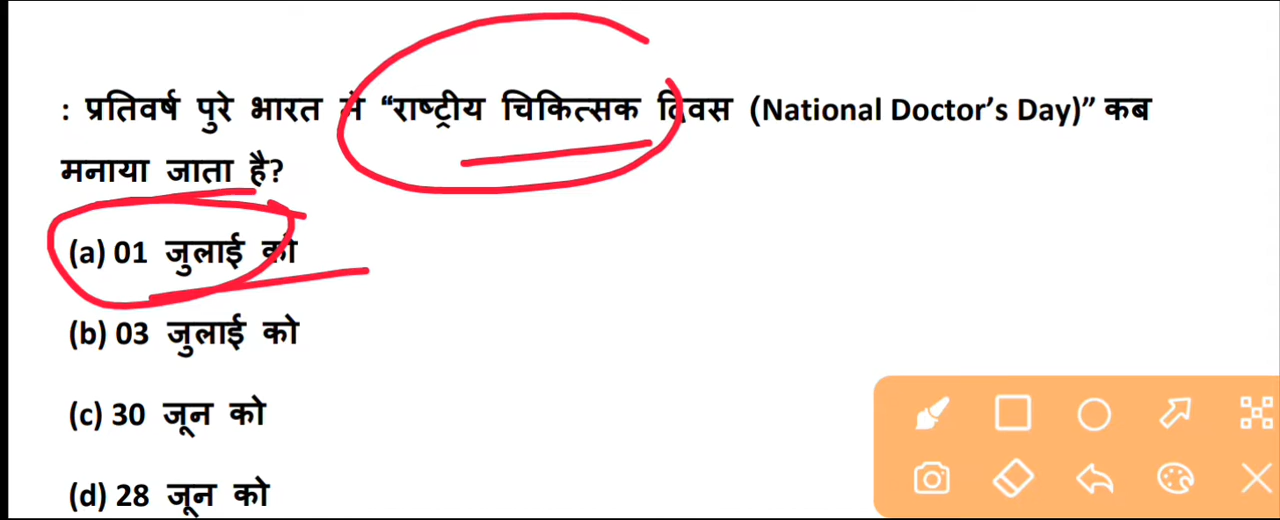 : प्रतिवर्ष पुरे भारत मे “राष्ट्रीय चिकित्सक दिवस (National Doctor’s Day)” कब
मनाया जाता है?
(a) 01 जुलाई को
(b) 03 जुलाई को
(c) 30 जून को
(d) 28 जून को